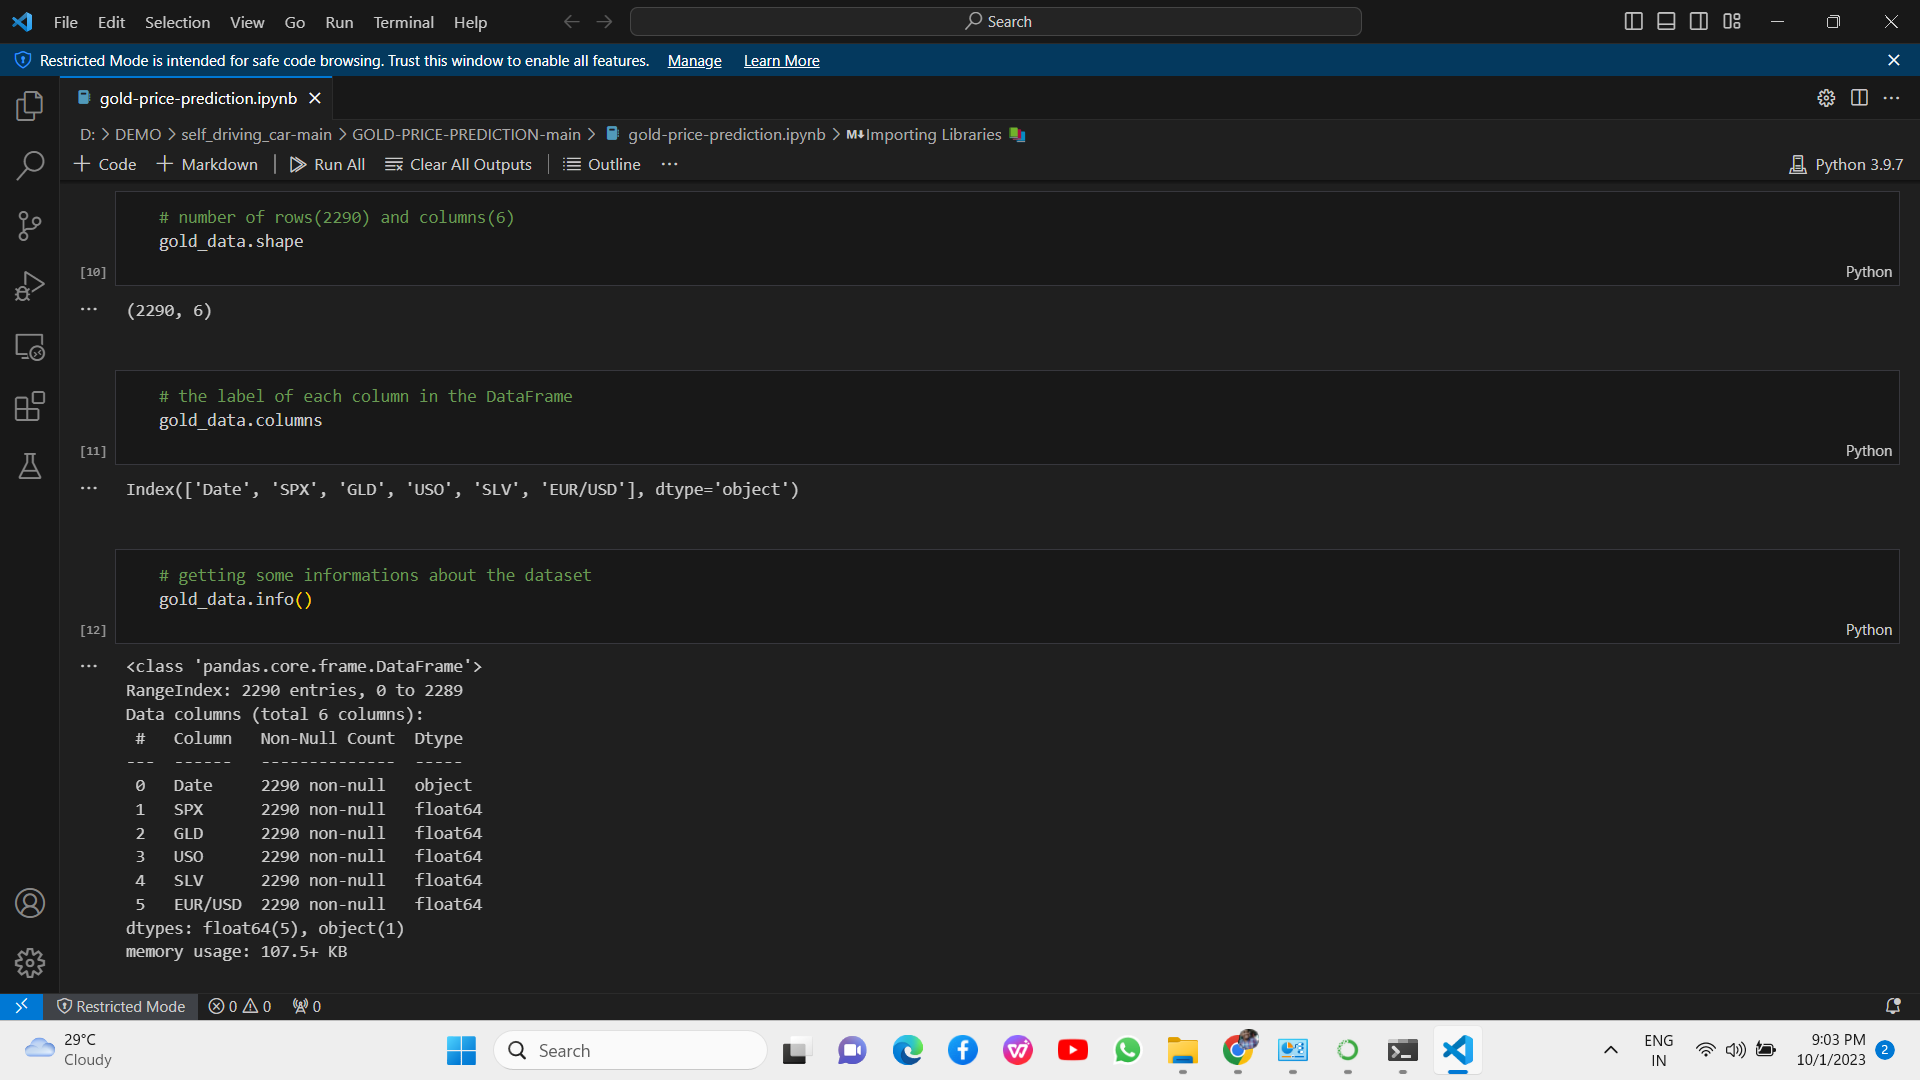 File Edit Selection View Go Run Terminal Help
Search
Restricted Mode is intended for safe code browsing. Trust this window to enable all features. Manage Learn More
gold-price-prediction.ipynb
D: > DEMO > self_driving_car-main > GOLD-PRICE-PREDICTION-main > gold-price-prediction.ipynb > M↓Importing Libraries
+ Code + Markdown | Run All Clear All Outputs | Outline ...
Python 3.9.7
# number of rows(2290) and columns(6)
gold_data.shape
[10]
Python
(2290, 6)
# the label of each column in the DataFrame
gold_data.columns
[11]
Python
Index(['Date', 'SPX', 'GLD', 'USO', 'SLV', 'EUR/USD'], dtype='object')
# getting some informations about the dataset
gold_data.info()
[12]
Python
<class 'pandas.core.frame.DataFrame'>
RangeIndex: 2290 entries, 0 to 2289
Data columns (total 6 columns):
 #   Column   Non-Null Count  Dtype
---  ------   --------------  -----
 0   Date     2290 non-null   object
 1   SPX      2290 non-null   float64
 2   GLD      2290 non-null   float64
 3   USO      2290 non-null   float64
 4   SLV      2290 non-null   float64
 5   EUR/USD  2290 non-null   float64
dtypes: float64(5), object(1)
memory usage: 107.5+ KB
Restricted Mode 0 0 0
29°C
Cloudy
Search
ENG
IN
9:03 PM
10/1/2023
2